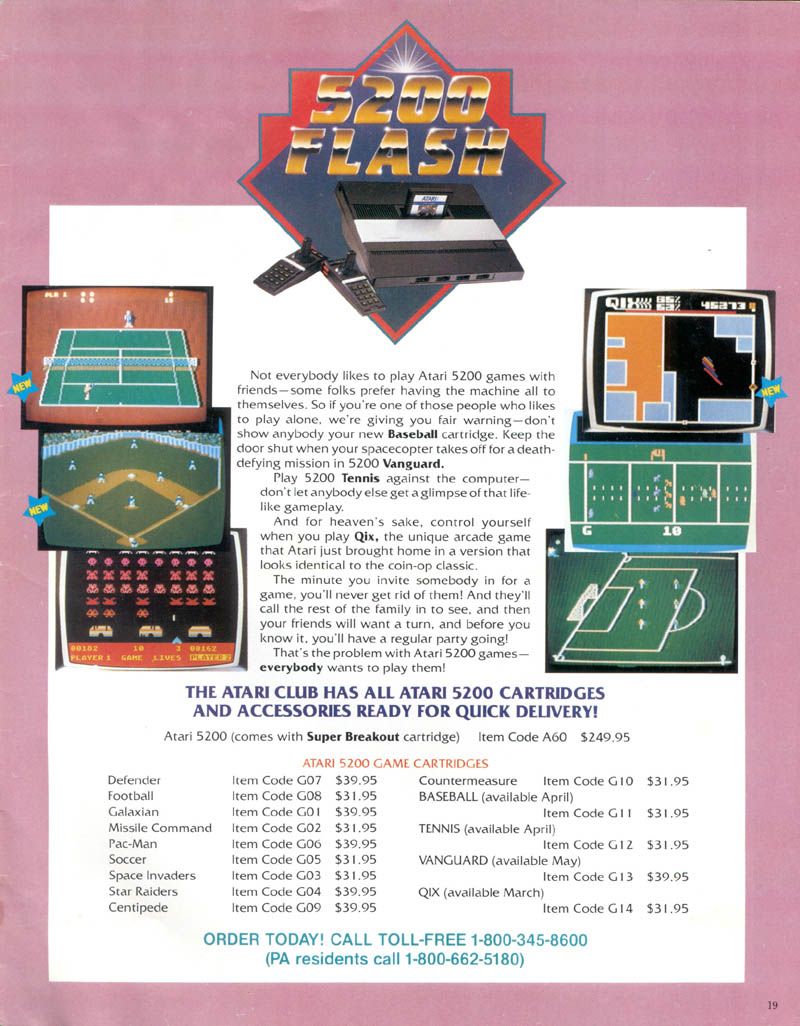 5200
FLASH
ATARI
PLR 1 0 0 0
0 0 15
NEW
QIX 85% 45273
53%
NEW
NEW
G 10
00102 10 3 00162
PLAYER 1 GAME LIVES PLAYER 2
Not everybody likes to play Atari 5200 games with
friends—some folks prefer having the machine all to
themselves. So if you're one of those people who likes
to play alone, we're giving you fair warning—don't
show anybody your new Baseball cartridge. Keep the
door shut when your spacecopter takes off for a death-
defying mission in 5200 Vanguard.
Play 5200 Tennis against the computer—
don't let anybody else get a glimpse of that life-
like gameplay.
And for heaven's sake, control yourself
when you play Qix, the unique arcade game
that Atari just brought home in a version that
looks identical to the coin-op classic.
The minute you invite somebody in for a
game, you'll never get rid of them! And they'll
call the rest of the family in to see, and then
your friends will want a turn, and before you
know it, you'll have a regular party going!
That's the problem with Atari 5200 games—
everybody wants to play them!
THE ATARI CLUB HAS ALL ATARI 5200 CARTRIDGES
AND ACCESSORIES READY FOR QUICK DELIVERY!
Atari 5200 (comes with Super Breakout cartridge) Item Code A60 $249.95
ATARI 5200 GAME CARTRIDGES
Defender Item Code G07 $39.95
Football Item Code G08 $31.95
Galaxian Item Code G01 $39.95
Missile Command Item Code G02 $31.95
Pac-Man Item Code G06 $39.95
Soccer Item Code G05 $31.95
Space Invaders Item Code G03 $31.95
Star Raiders Item Code G04 $39.95
Centipede Item Code G09 $39.95
Countermeasure Item Code G10 $31.95
BASEBALL (available April)
Item Code G11 $31.95
TENNIS (available April)
Item Code G12 $31.95
VANGUARD (available May)
Item Code G13 $39.95
QIX (available March)
Item Code G14 $31.95
ORDER TODAY! CALL TOLL-FREE 1-800-345-8600
(PA residents call 1-800-662-5180)
19